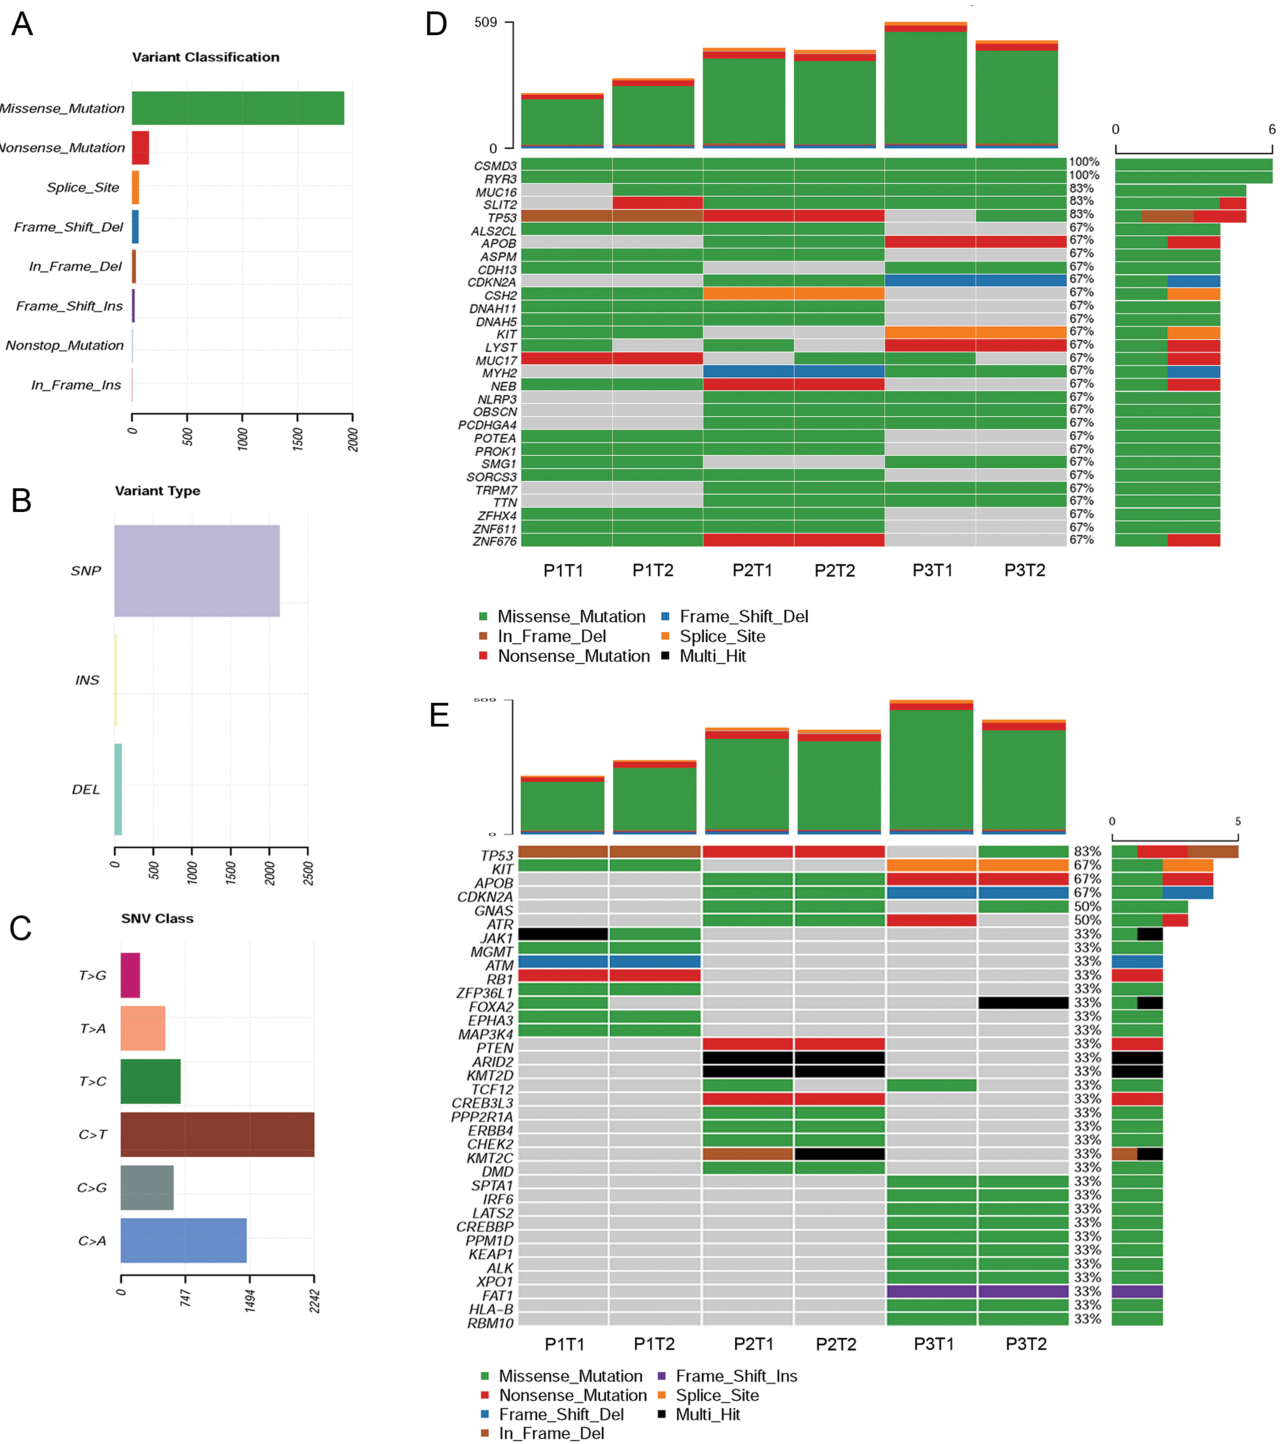 A
Variant Classification
Missense_Mutation
Nonsense_Mutation
Splice_Site
Frame_Shift_Del
In_Frame_Del
Frame_Shift_Ins
Nonstop_Mutation
In_Frame_Ins
0 500 1000 1500 2000
B
Variant Type
SNP
INS
DEL
0 500 1000 1500 2000 2500
C
SNV Class
T>G
T>A
T>C
C>T
C>G
C>A
0 747 1494 2242
D
509
0
0 6
CSMD3 100%
RYR3 100%
MUC16 83%
SLIT2 83%
TP53 83%
ALS2CL 67%
APOB 67%
ASPM 67%
CDH13 67%
CDKN2A 67%
CSH2 67%
DNAH11 67%
DNAH5 67%
KIT 67%
LYST 67%
MUC17 67%
MYH2 67%
NEB 67%
NLRP3 67%
OBSCN 67%
PCDHGA4 67%
POTEA 67%
PROK1 67%
SMG1 67%
SORCS3 67%
TRPM7 67%
TTN 67%
ZFHX4 67%
ZNF611 67%
ZNF676 67%
P1T1 P1T2 P2T1 P2T2 P3T1 P3T2
Missense_Mutation Frame_Shift_Del
In_Frame_Del Splice_Site
Nonsense_Mutation Multi_Hit
E
509
0
0 5
TP53 83%
KIT 67%
APOB 67%
CDKN2A 67%
GNAS 50%
ATR 50%
JAK1 33%
MGMT 33%
ATM 33%
RB1 33%
ZFP36L1 33%
FOXA2 33%
EPHA3 33%
MAP3K4 33%
PTEN 33%
ARID2 33%
KMT2D 33%
TCF12 33%
CREB3L3 33%
PPP2R1A 33%
ERBB4 33%
CHEK2 33%
KMT2C 33%
DMD 33%
SPTA1 33%
IRF6 33%
LATS2 33%
CREBBP 33%
PPM1D 33%
KEAP1 33%
ALK 33%
XPO1 33%
FAT1 33%
HLA-B 33%
RBM10 33%
P1T1 P1T2 P2T1 P2T2 P3T1 P3T2
Missense_Mutation Frame_Shift_Ins
Nonsense_Mutation Splice_Site
Frame_Shift_Del Multi_Hit
In_Frame_Del